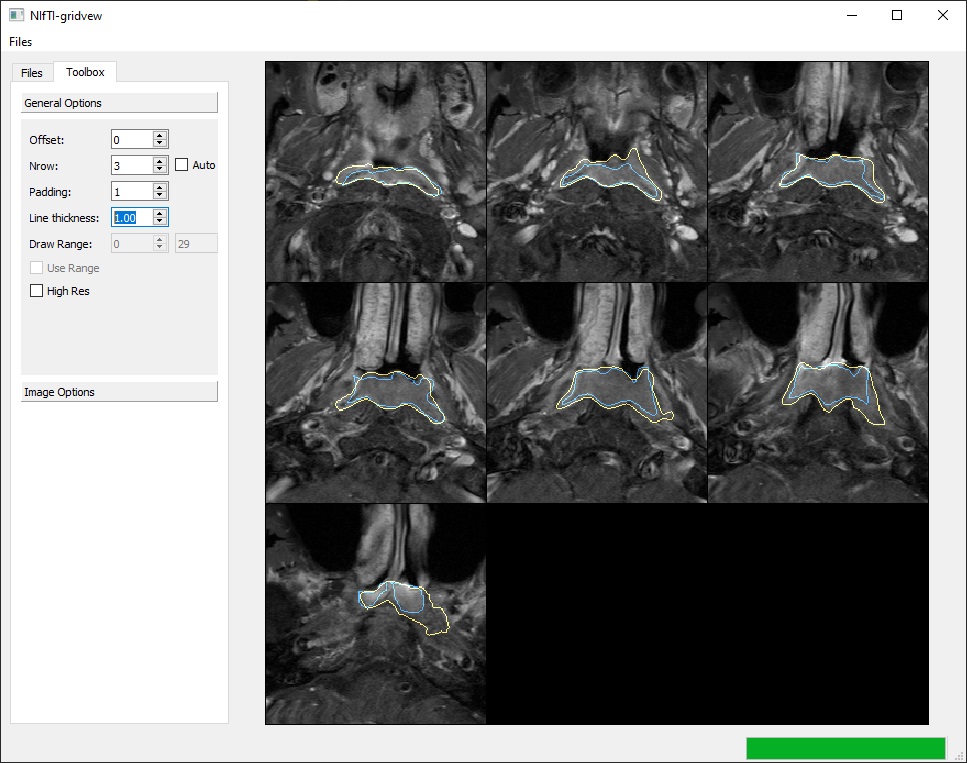 NIfTI-gridvew
Files
Files Toolbox
General Options
Offset: 0
Nrow: 3 Auto
Padding: 1
Line thickness: 1.00
Draw Range: 0 29
Use Range
High Res
Image Options